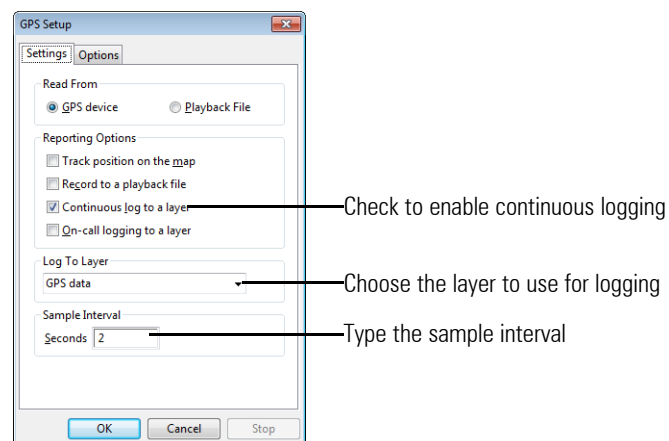 GPS Setup
Settings Options
Read From
GPS device Playback File
Reporting Options
Track position on the map
Record to a playback file
Continuous log to a layer Check to enable continuous logging
On-call logging to a layer
Log To Layer
GPS data Choose the layer to use for logging
Sample Interval
Seconds 2 Type the sample interval
OK Cancel Stop